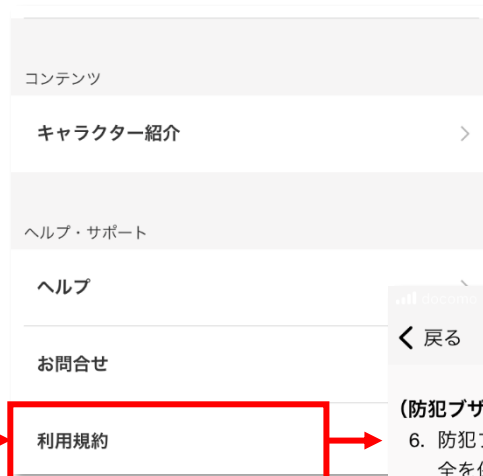 コンテンツ
キャラクター紹介
ヘルプ・サポート
ヘルプ
お問合せ
利用規約
docomo
戻る
(防犯ブザ
6. 防犯